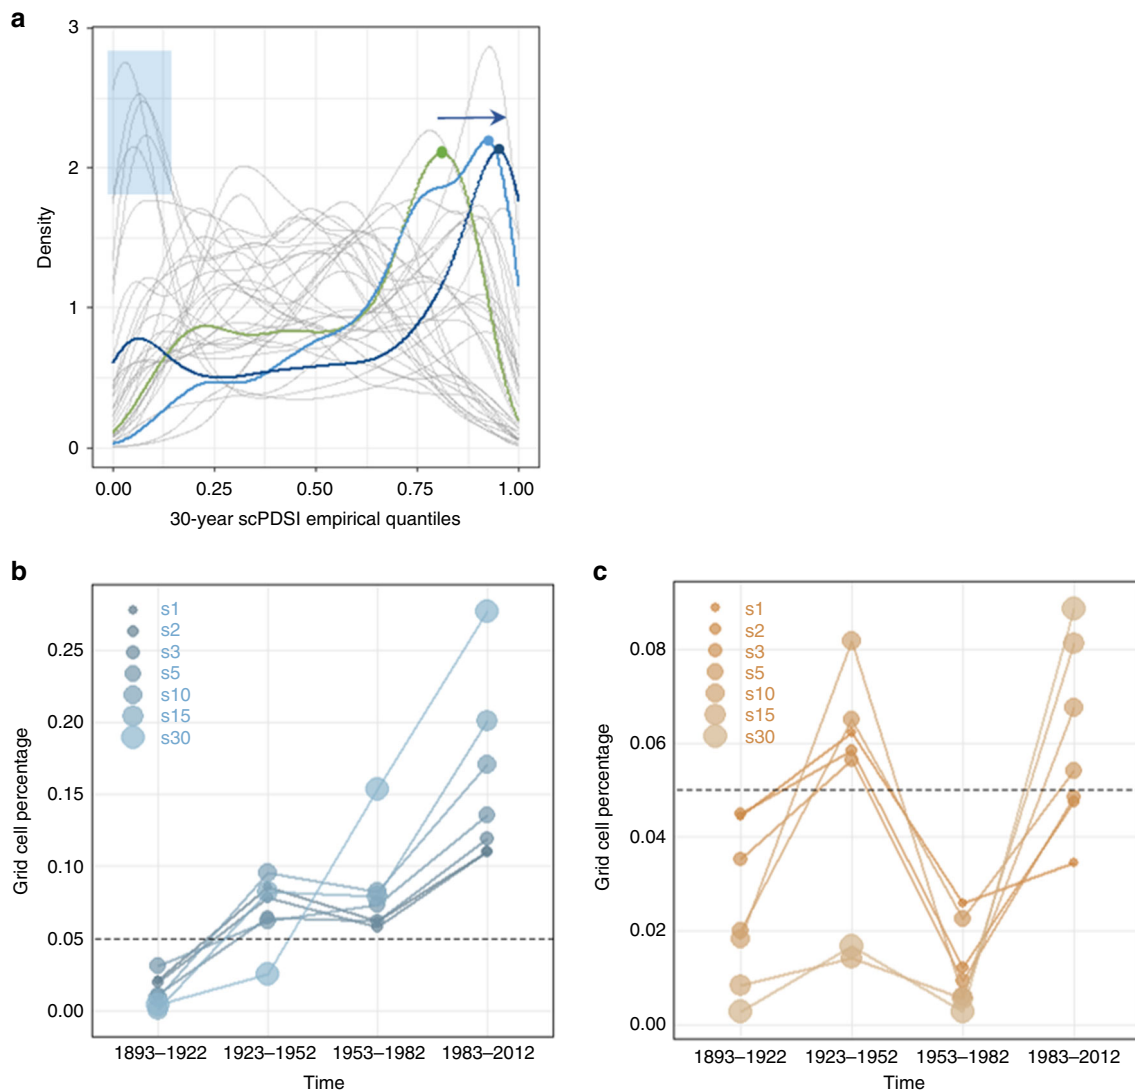 a
3
2
1
0
Density
0.00 0.25 0.50 0.75 1.00
30-year scPDSI empirical quantiles
b
s1
s2
s3
s5
s10
s15
s30
0.25
0.20
0.15
0.10
0.05
0.00
Grid cell percentage
1893–1922 1923–1952 1953–1982 1983–2012
Time
c
s1
s2
s3
s5
s10
s15
s30
0.08
0.06
0.04
0.02
0.00
Grid cell percentage
1893–1922 1923–1952 1953–1982 1983–2012
Time